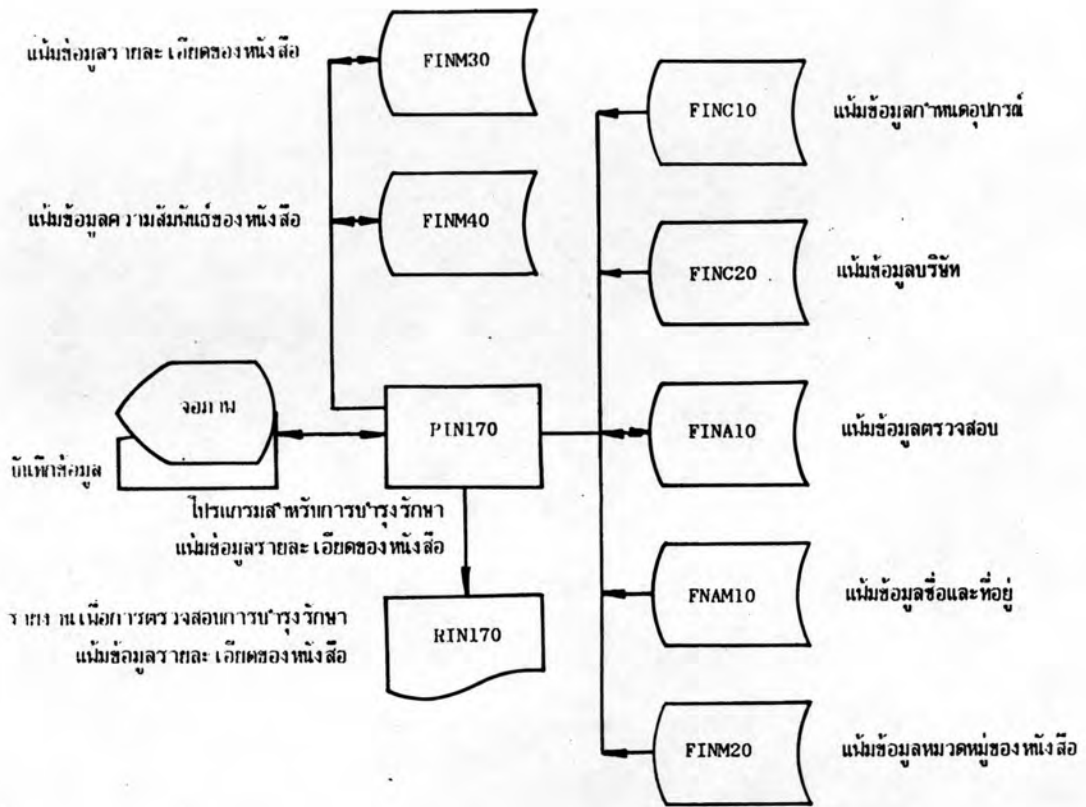 แฟ้มข้อมูลรายละเอียดของหนังสือ
FINM30
FINC10
แฟ้มข้อมูลกำหนดอุปกรณ์
แฟ้มข้อมูลความสัมพันธ์ของหนังสือ
FINM40
FINC20
แฟ้มข้อมูลบริษัท
จอภาพ
บันทึกข้อมูล
PIN170
FINA10
แฟ้มข้อมูลตรวจสอบ
โปรแกรมสำหรับการบำรุงรักษา
แฟ้มข้อมูลรายละเอียดของหนังสือ
FNAM10
แฟ้มข้อมูลชื่อและที่อยู่
รายงานเพื่อการตรวจสอบการบำรุงรักษา
แฟ้มข้อมูลรายละเอียดของหนังสือ
RIN170
FINM20
แฟ้มข้อมูลหมวดหมู่ของหนังสือ